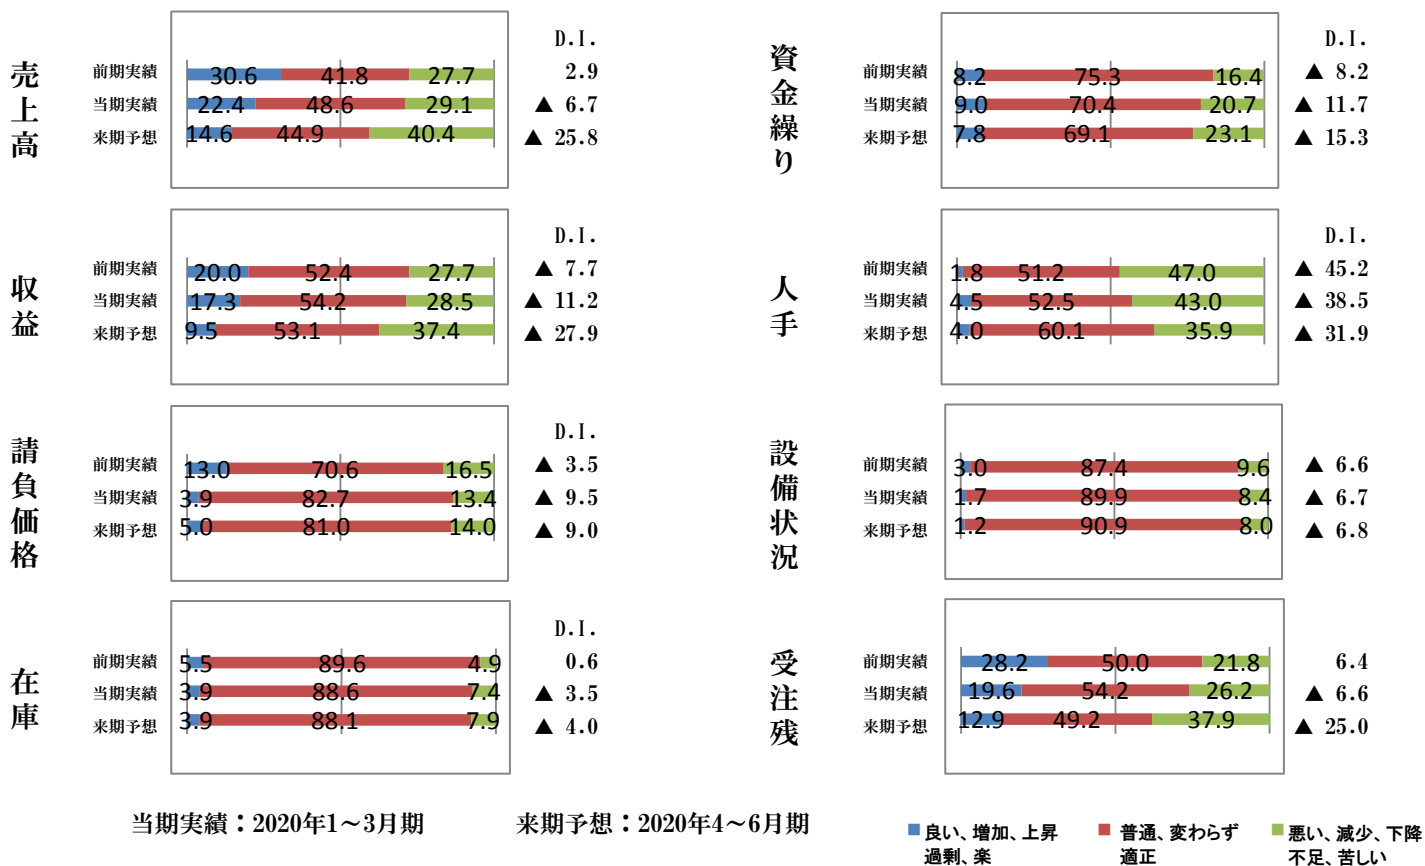 売上高
D.I.
前期実績 30.6 41.8 27.7 2.9
当期実績 22.4 48.6 29.1 ▲ 6.7
来期予想 14.6 44.9 40.4 ▲ 25.8
資金繰り
D.I.
前期実績 8.2 75.3 16.4 ▲ 8.2
当期実績 9.0 70.4 20.7 ▲ 11.7
来期予想 7.8 69.1 23.1 ▲ 15.3
収益
D.I.
前期実績 20.0 52.4 27.7 ▲ 7.7
当期実績 17.3 54.2 28.5 ▲ 11.2
来期予想 9.5 53.1 37.4 ▲ 27.9
人手
D.I.
前期実績 1.8 51.2 47.0 ▲ 45.2
当期実績 4.5 52.5 43.0 ▲ 38.5
来期予想 4.0 60.1 35.9 ▲ 31.9
請負価格
D.I.
前期実績 13.0 70.6 16.5 ▲ 3.5
当期実績 3.9 82.7 13.4 ▲ 9.5
来期予想 5.0 81.0 14.0 ▲ 9.0
設備状況
前期実績 3.0 87.4 9.6 ▲ 6.6
当期実績 1.7 89.9 8.4 ▲ 6.7
来期予想 1.2 90.9 8.0 ▲ 6.8
在庫
D.I.
前期実績 5.5 89.6 4.9 0.6
当期実績 3.9 88.6 7.4 ▲ 3.5
来期予想 3.9 88.1 7.9 ▲ 4.0
受注残
前期実績 28.2 50.0 21.8 6.4
当期実績 19.6 54.2 26.2 ▲ 6.6
来期予想 12.9 49.2 37.9 ▲ 25.0
当期実績：2020年1～3月期 来期予想：2020年4～6月期
良い、増加、上昇
過剰、楽
普通、変わらず
適正
悪い、減少、下降
不足、苦しい